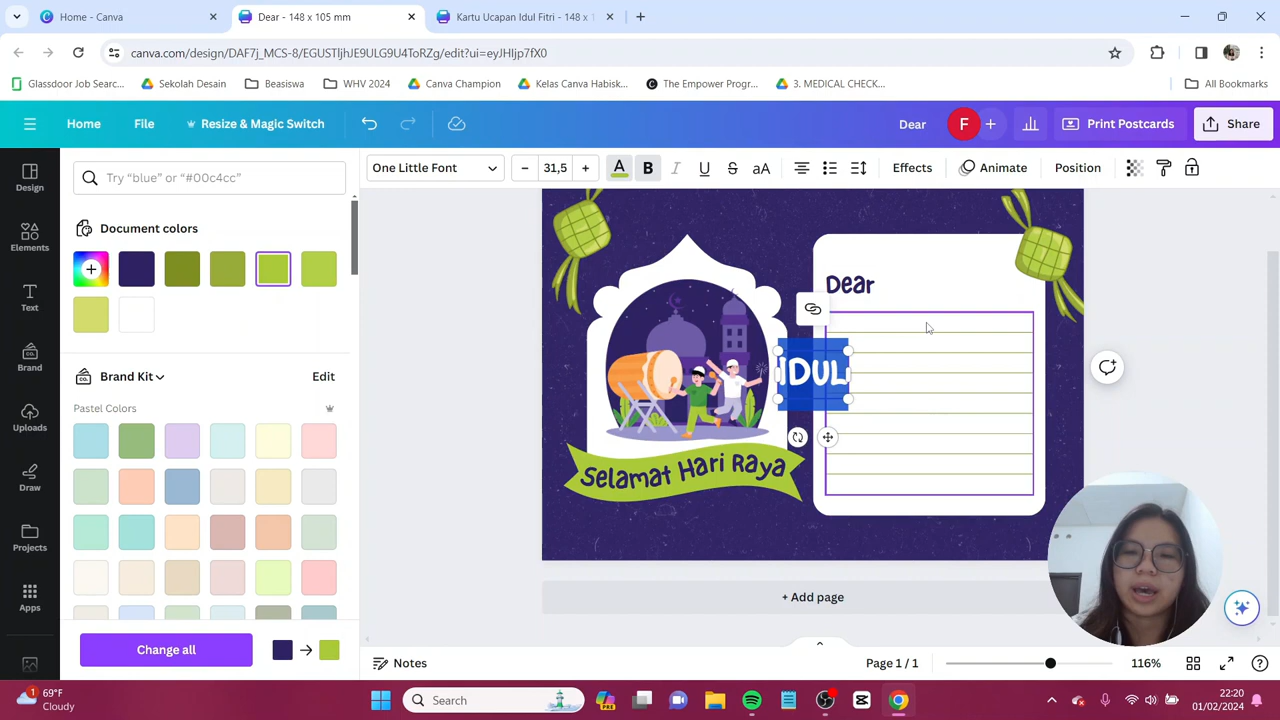 Home - Canva
Dear - 148 x 105 mm
Kartu Ucapan Idul Fitri - 148 x 1
canva.com/design/DAF7j_MCS-8/EGUSTljhJE9ULG9U4ToRZg/edit?ui=eyJHIjp7fX0
Glassdoor Job Sear...
Sekolah Desain
Beasiswa
WHV 2024
Canva Champion
Kelas Canva Habisk...
The Empower Progr...
3. MEDICAL CHECK...
All Bookmarks
Home
File
Resize & Magic Switch
Dear
F
Print Postcards
Share
Design
Elements
Text
Brand
Uploads
Draw
Projects
Apps
Try “blue” or “#00c4cc”
One Little Font
31,5
A
B
I
U
S
aA
Effects
Animate
Position
Document colors
Brand Kit
Edit
Pastel Colors
Change all
Dear
IDUL
Selamat Hari Raya
+ Add page
Notes
Page 1 / 1
116%
1
69°F
Cloudy
Search
PRE
22:20
01/02/2024